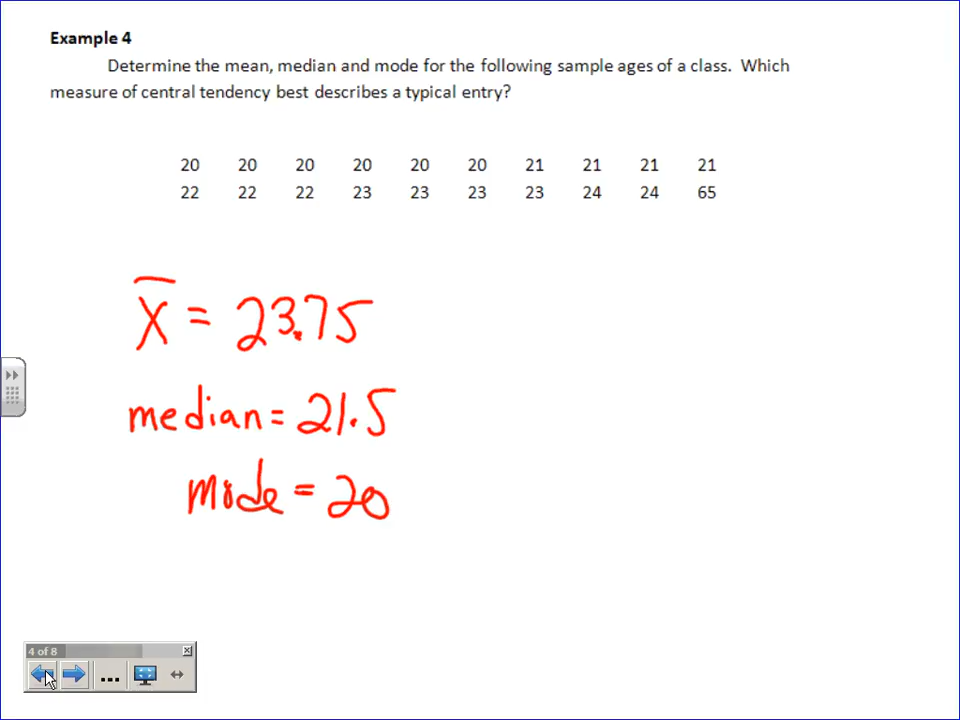 Example 4
Determine the mean, median and mode for the following sample ages of a class. Which
measure of central tendency best describes a typical entry?
20 20 20 20 20 20 21 21 21 21
22 22 22 23 23 23 23 24 24 65
X̅ = 23.75
median = 21.5
mode = 20
4 of 8
...